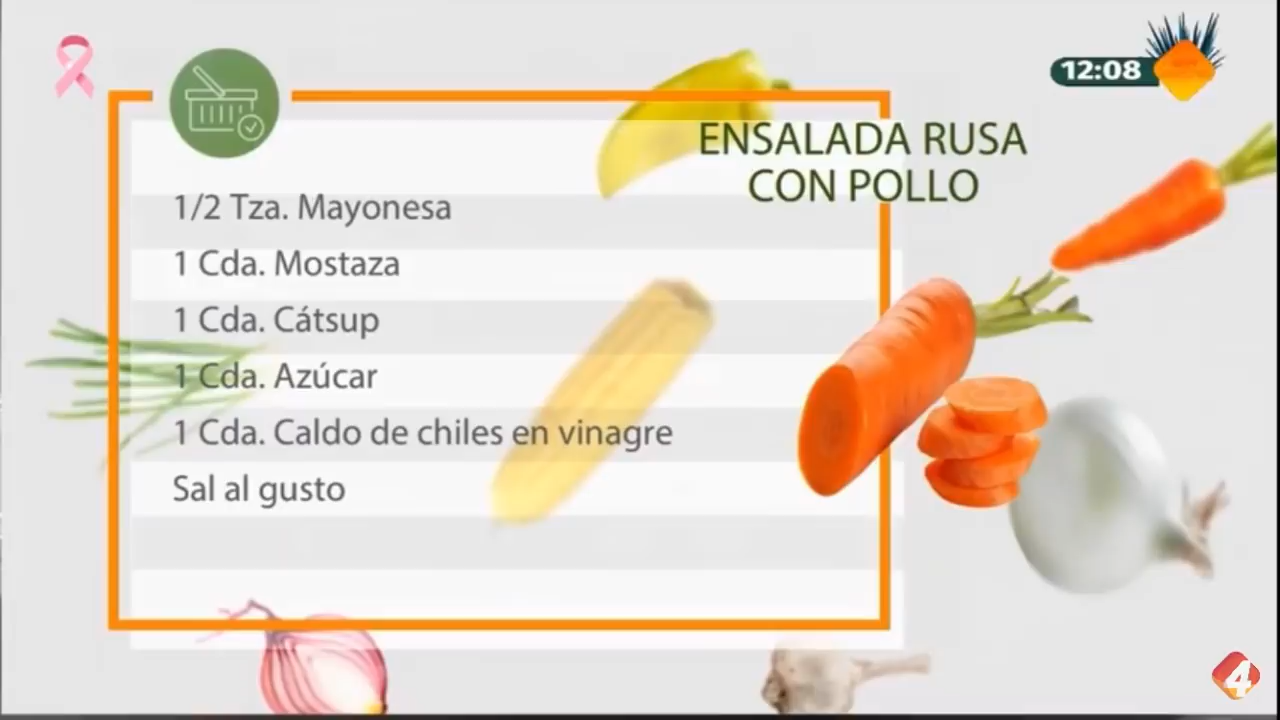 12:08
ENSALADA RUSA
CON POLLO
1/2 Tza. Mayonesa
1 Cda. Mostaza
1 Cda. Cátsup
1 Cda. Azúcar
1 Cda. Caldo de chiles en vinagre
Sal al gusto
4